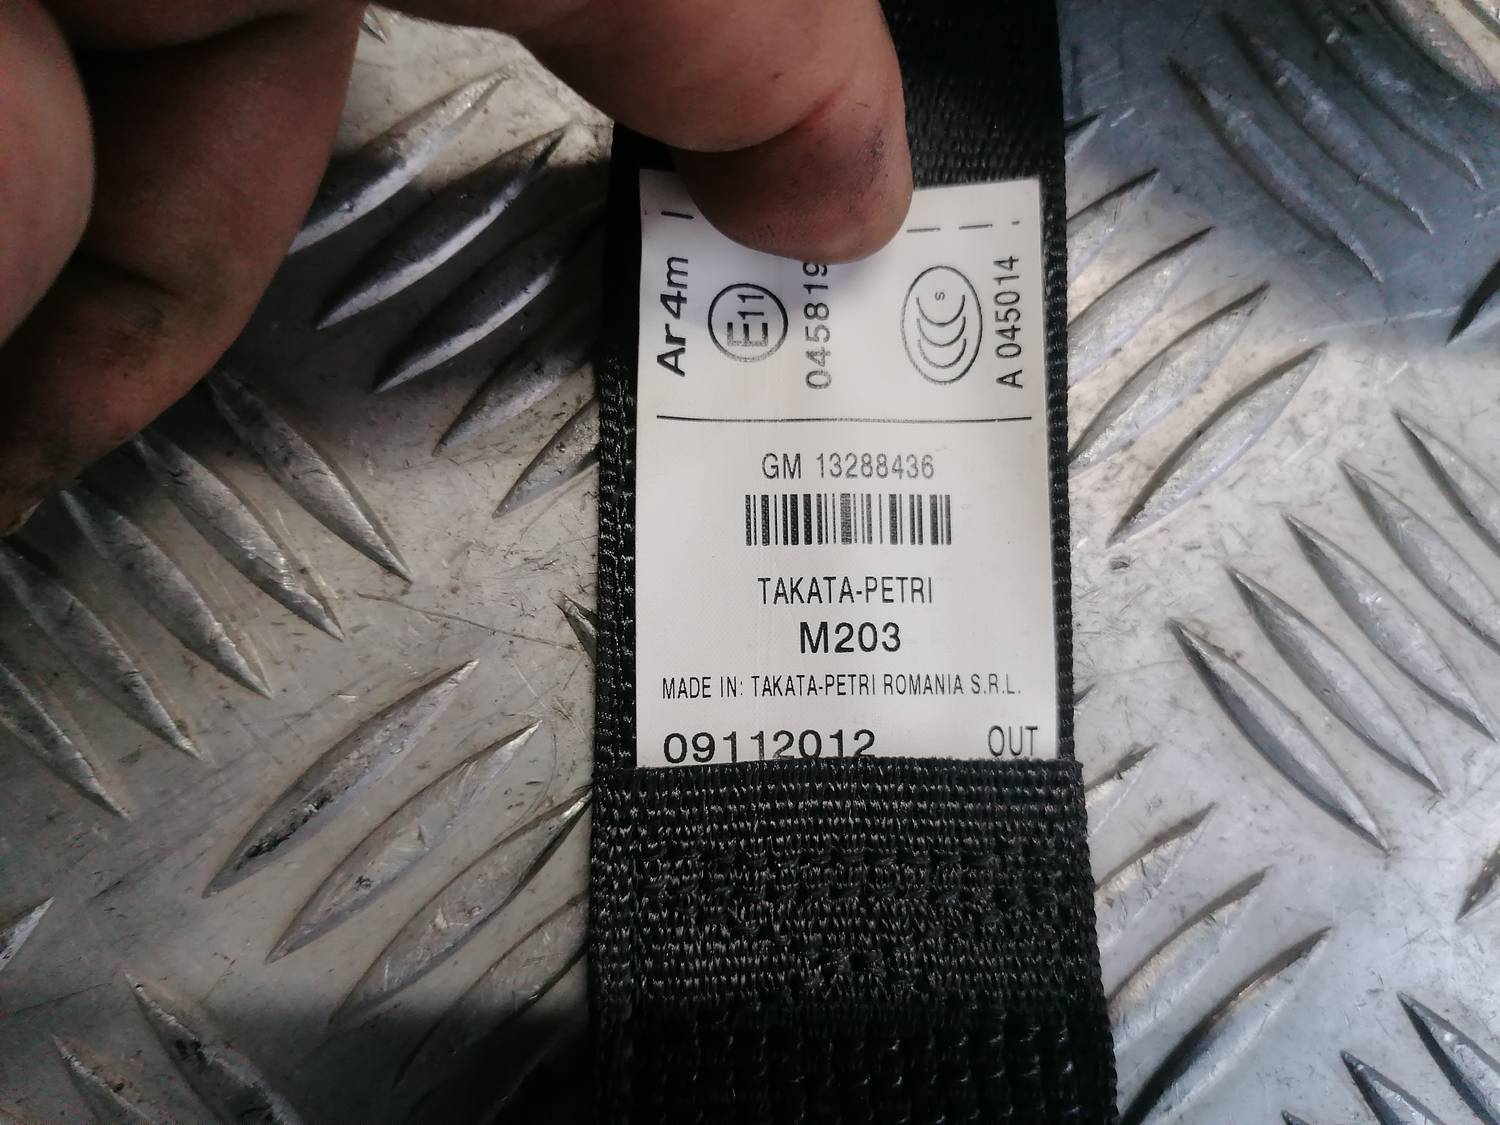 Ar4m
E11
045819
S
A 045014
GM 13288436
TAKATA-PETRI
M203
MADE IN: TAKATA-PETRI ROMANIA S.R.L.
09112012 OUT